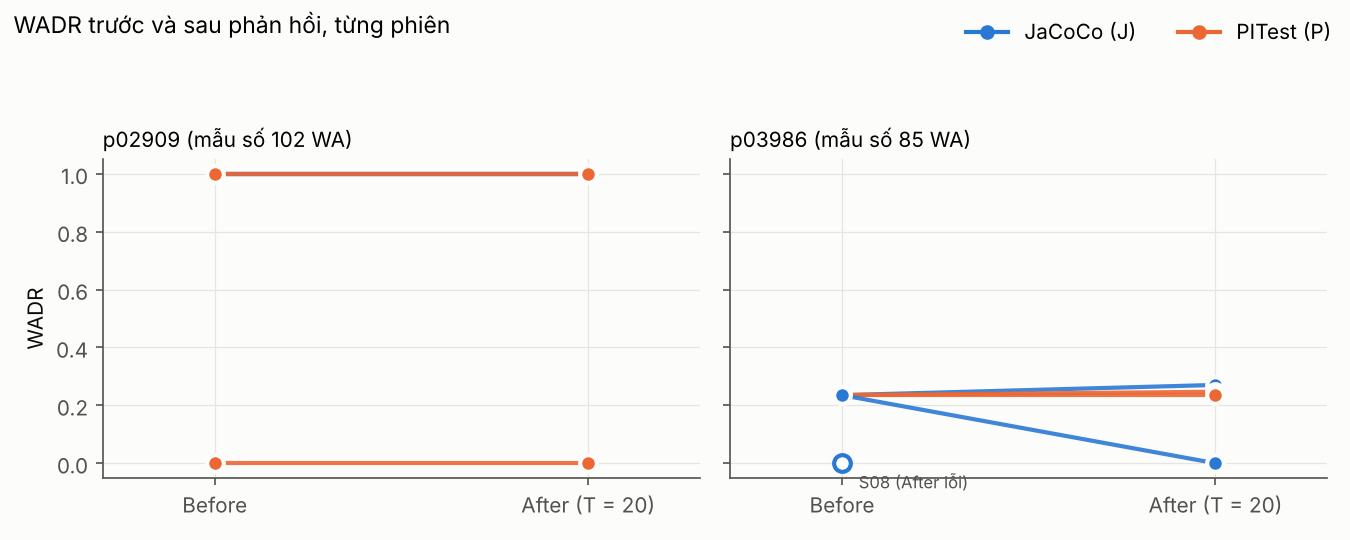 WADR trước và sau phản hồi, từng phiên
JaCoCo (J)
PITest (P)
p02909 (mẫu số 102 WA)
p03986 (mẫu số 85 WA)
WADR
1.0
0.8
0.6
0.4
0.2
0.0
S08 (After lỗi)
Before
After (T = 20)
Before
After (T = 20)